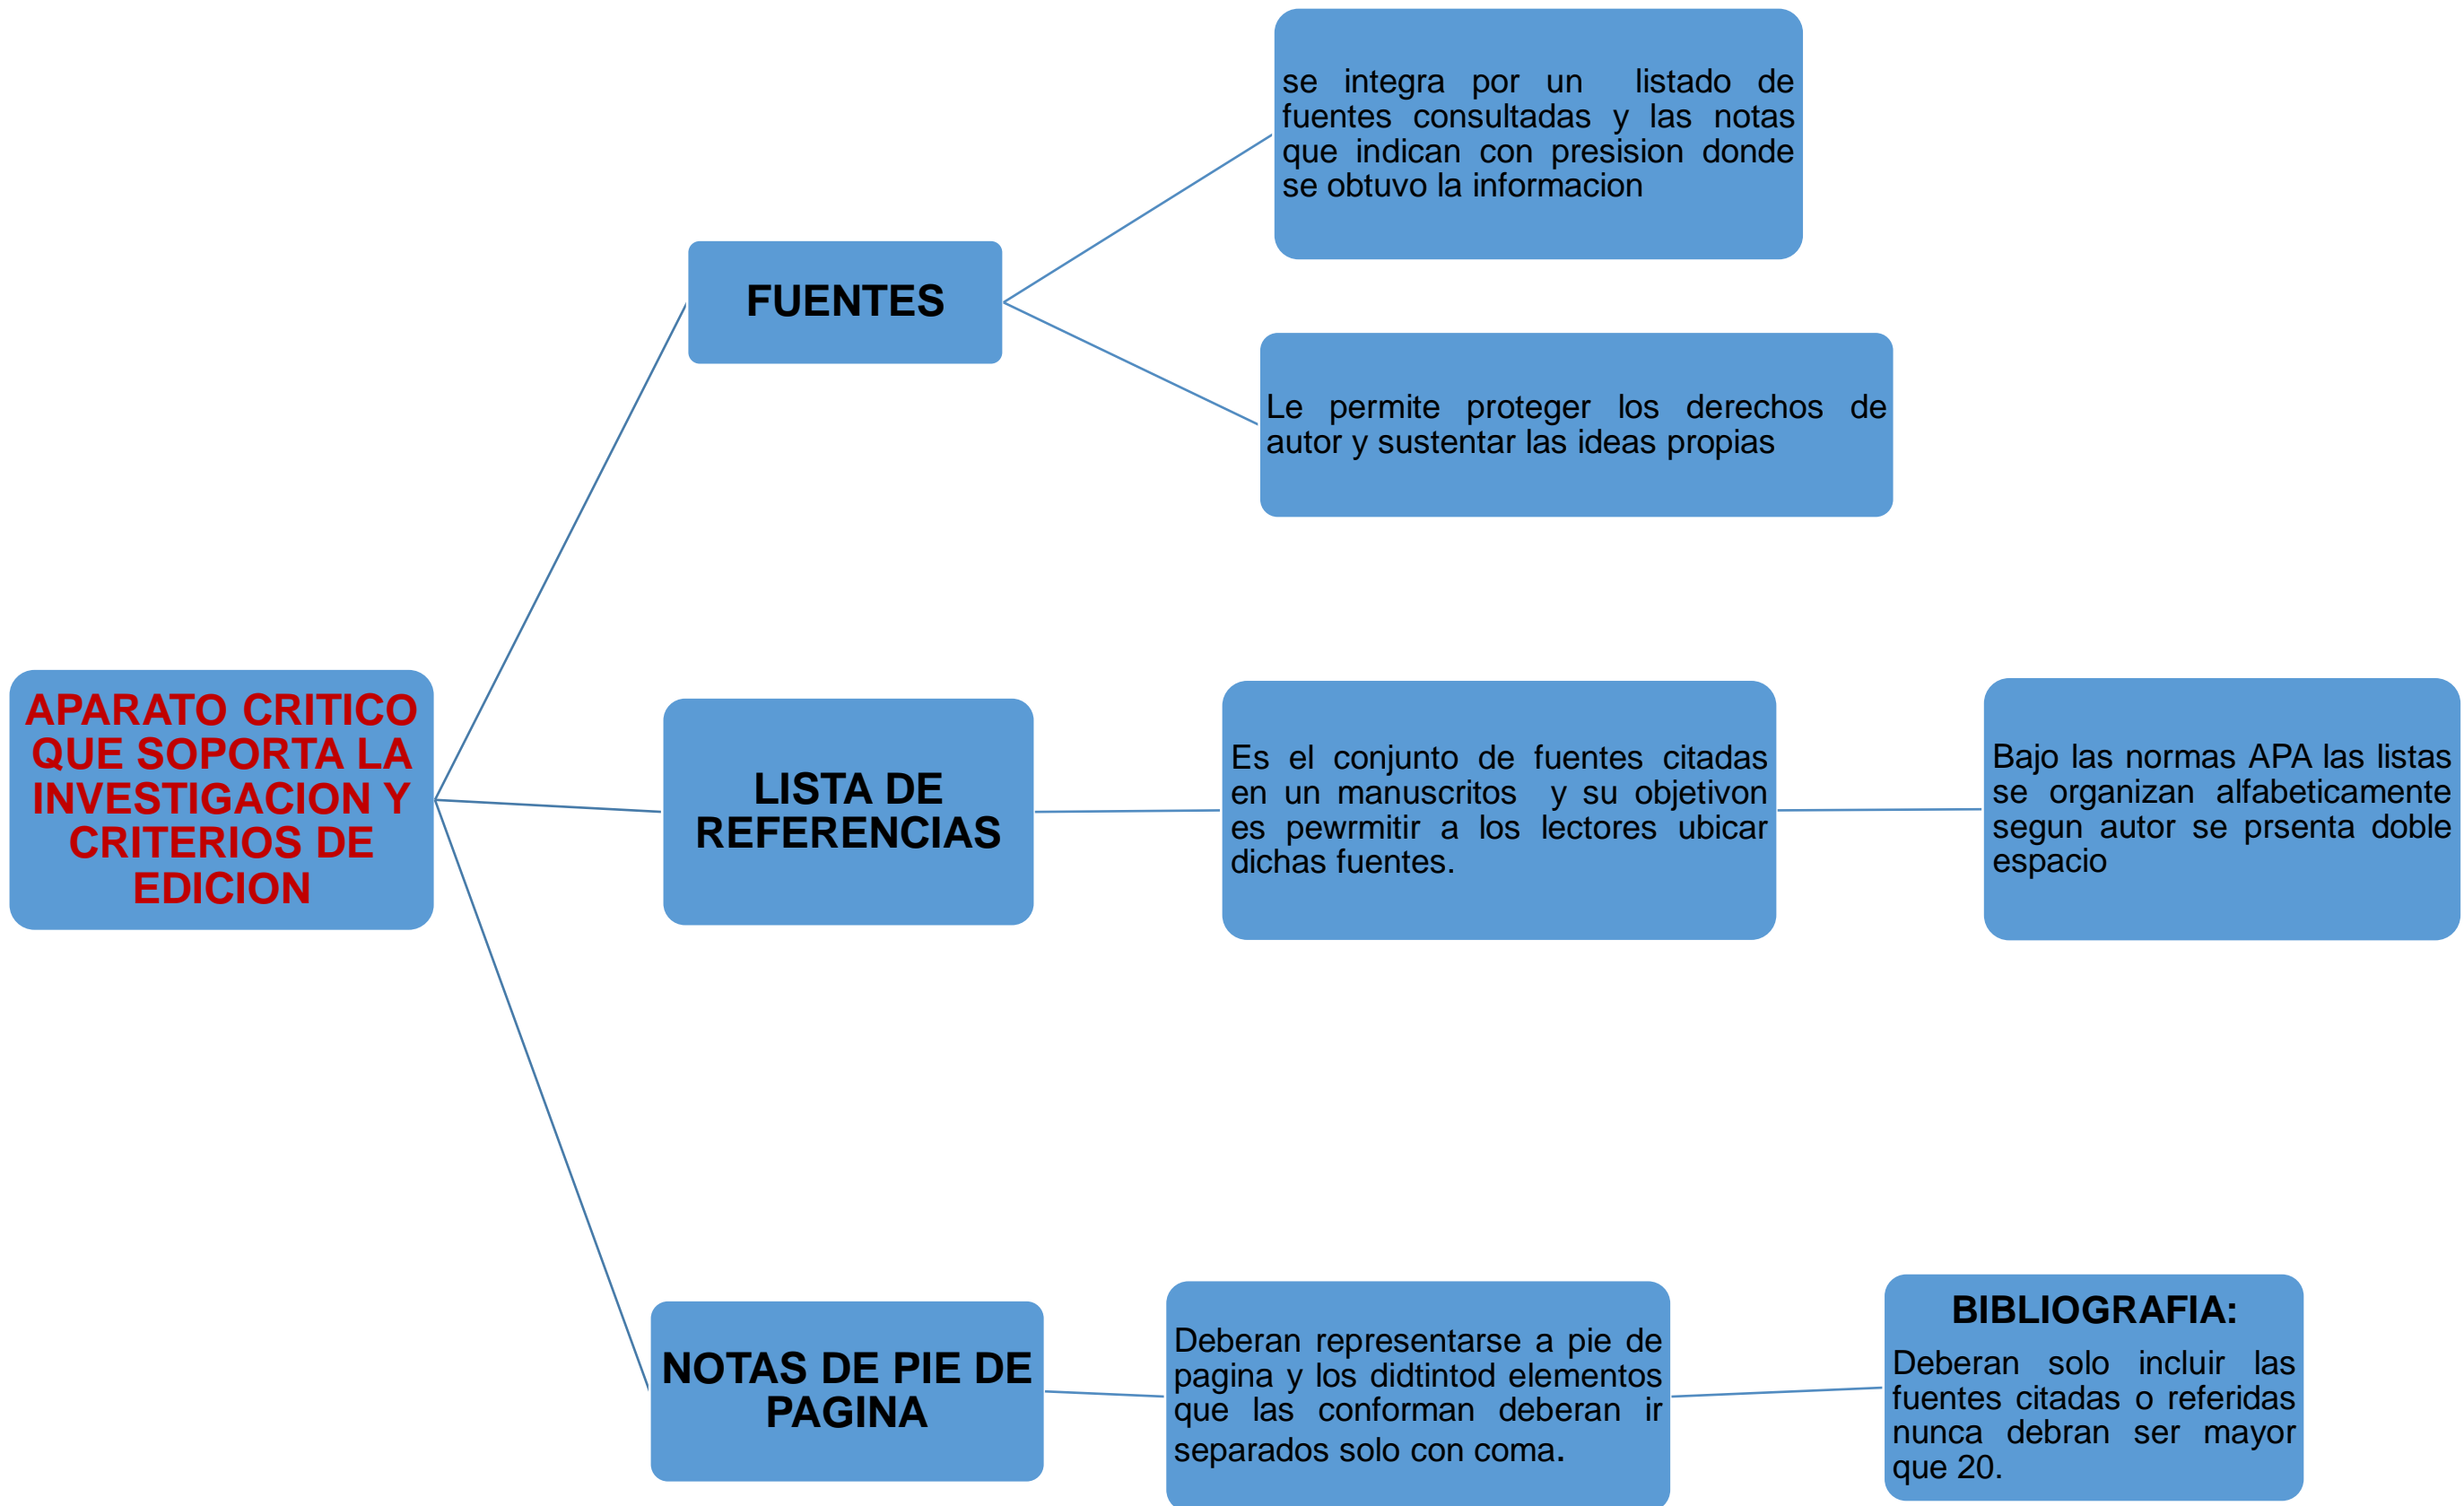 APARATO CRITICO
QUE SOPORTA LA
INVESTIGACION Y
CRITERIOS DE
EDICION
FUENTES
se integra por un listado de
fuentes consultadas y las notas
que indican con presision donde
se obtuvo la informacion
Le permite proteger los derechos de
autor y sustentar las ideas propias
LISTA DE
REFERENCIAS
Es el conjunto de fuentes citadas
en un manuscritos y su objetivon
es pewrmitir a los lectores ubicar
dichas fuentes.
Bajo las normas APA las listas
se organizan alfabeticamente
segun autor se prsenta doble
espacio
NOTAS DE PIE DE
PAGINA
Deberan representarse a pie de
pagina y los didtintod elementos
que las conforman deberan ir
separados solo con coma.
BIBLIOGRAFIA:
Deberan solo incluir las
fuentes citadas o referidas
nunca debran ser mayor
que 20.